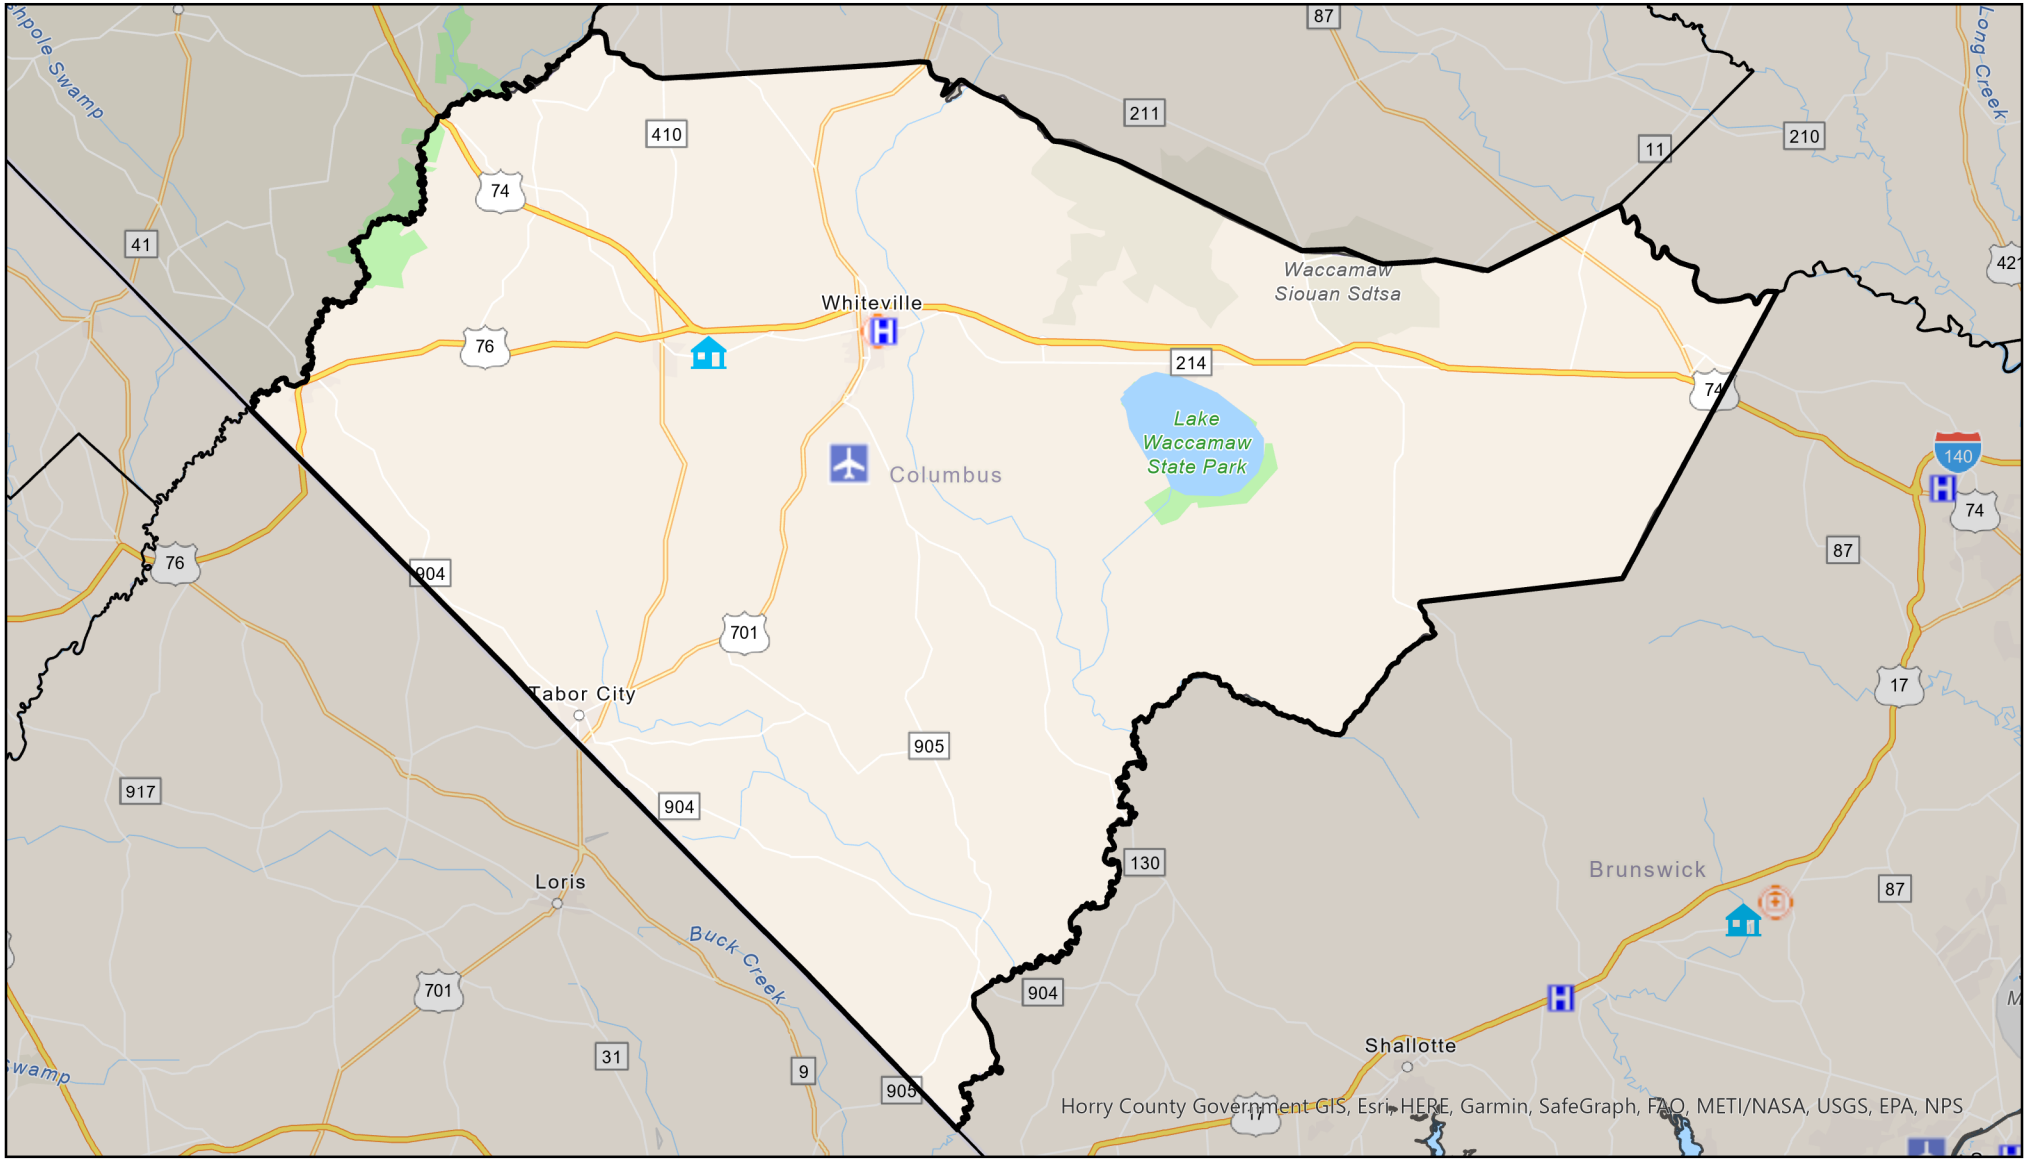 hpole Swamp
87
Long Creek
211
410
11
210
74
41
421
Waccamaw
Siouan Sdtsa
Whiteville
76
214
74
Lake
Waccamaw
State Park
140
Columbus
74
87
76
904
701
17
Tabor City
905
917
904
130
Brunswick
Loris
87
Buck Creek
701
904
Shallotte
31
9
swamp
905
17
Horry County Government GIS, Esri, HERE, Garmin, SafeGraph, FAO, METI/NASA, USGS, EPA, NPS